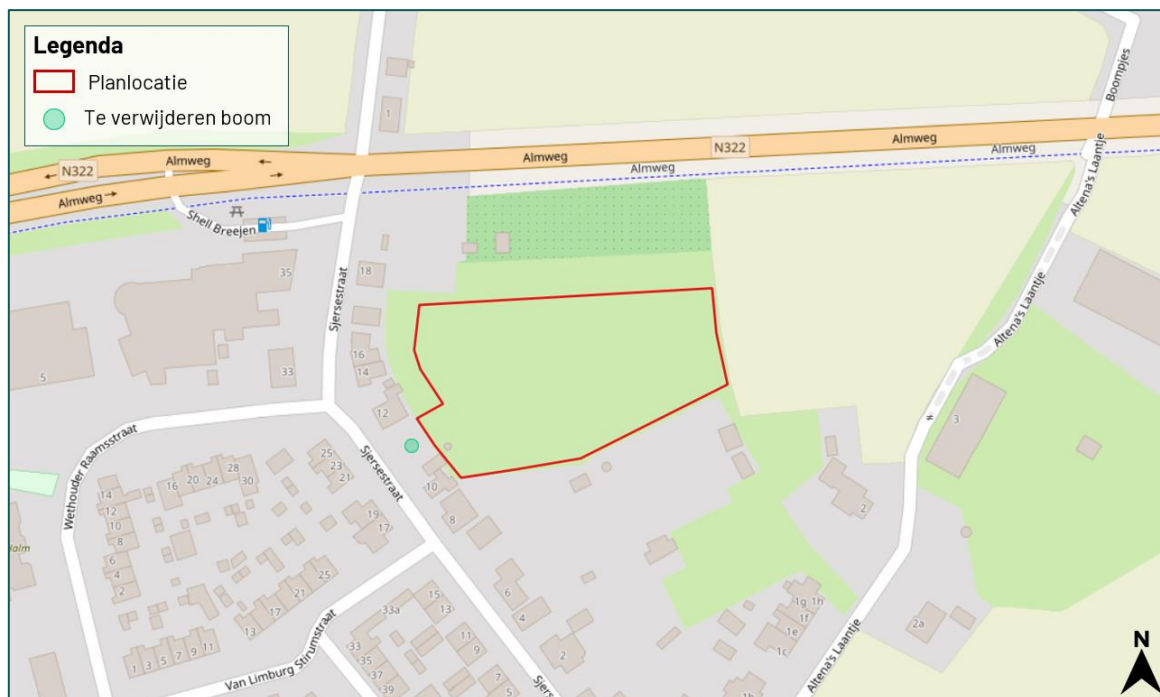 Legenda
Planlocatie
Te verwijderen boom
Boompjes
1
N322
Almweg
Almweg
N322
Almweg
Almweg
Almweg
Almweg
Shell Breejen
Altena's Laantje
18
35
Sjersestraat
Altena's Laantje
16
14
33
5
12
3
Wethouder Raamsstraat
Sjersestraat
25
23
21
28
20
24
16
30
14
12
10
8
6
4
2
10
8
2
19
17
25
21
17
13
11
9
7
5
3
1
Van Limburg Stirumstraat
33a
15
13
11
9
7
5
33
35
37
39
6
4
2
1g
1h
1f
1e
1c
1b
2a
Altena's Laantje
N